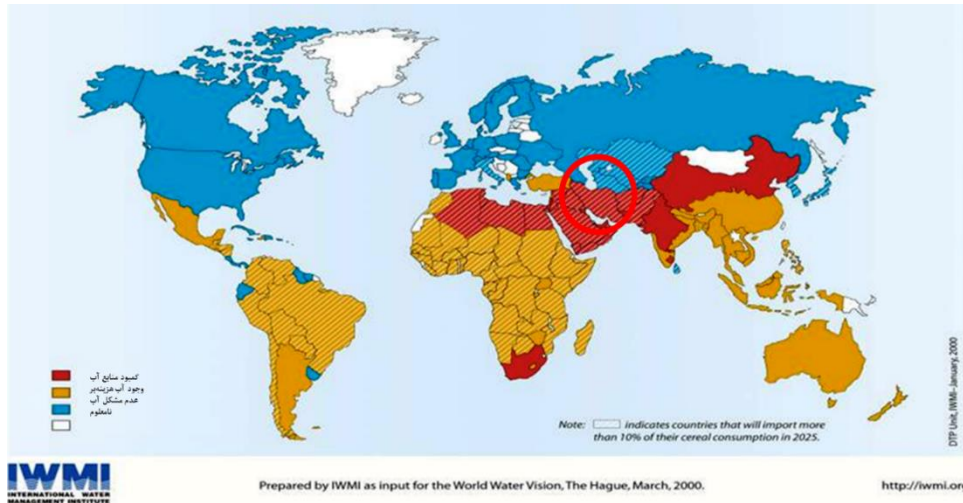 کمبود منابع آب
وجود آب هزینه‌بر
عدم مشکل آب
نامعلوم
Note: indicates countries that will import more
than 10% of their cereal consumption in 2025.
DTP Unit, IWMI-January, 2000
IWMI
INTERNATIONAL WATER
MANAGEMENT INSTITUTE
Prepared by IWMI as input for the World Water Vision, The Hague, March, 2000.
http://iwmi.or